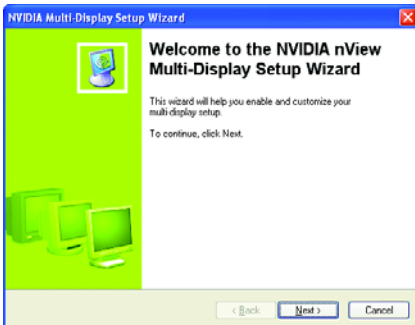 NVIDIA Multi-Display Setup Wizard
Welcome to the NVIDIA nView
Multi-Display Setup Wizard
This wizard will help you enable and customize your
multi-display setup.
To continue, click Next.
< Back
Next >
Cancel